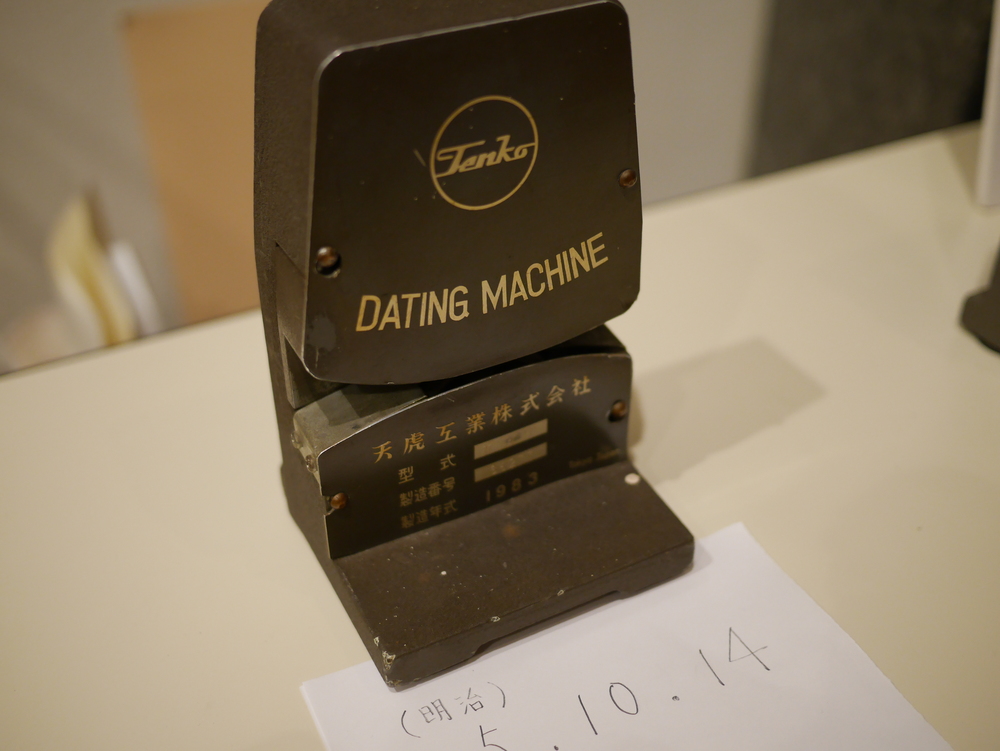 Tenko
DATING MACHINE
天虎工業株式会社
型式
製造番号
製造年式 1983
(明治)
5.10.14